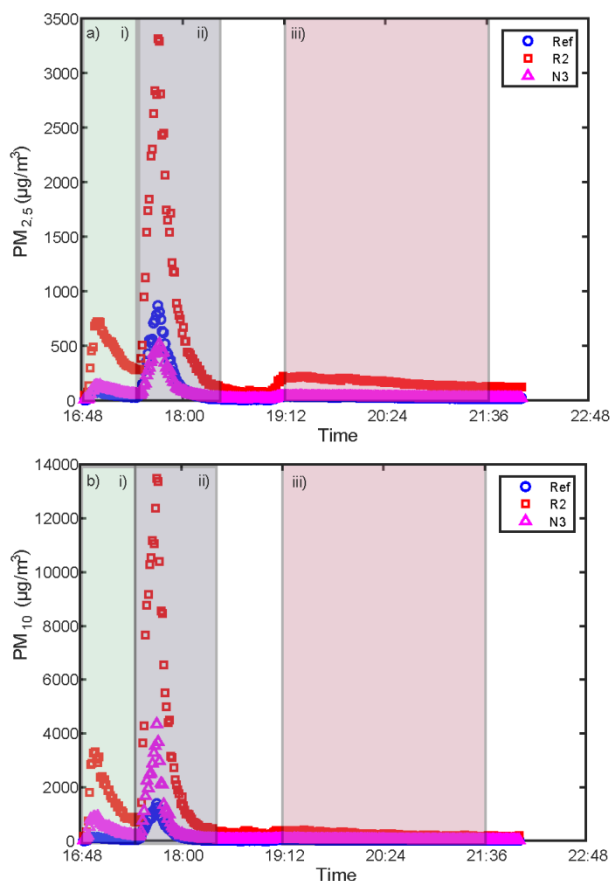 a) i) ii) iii)
Ref
R2
N3
3500
3000
2500
2000
1500
1000
500
0
PM2.5 (µg/m³)
16:48 18:00 19:12 20:24 21:36 22:48
Time
b) i) ii) iii)
Ref
R2
N3
14000
12000
10000
8000
6000
4000
2000
0
PM10 (µg/m³)
16:48 18:00 19:12 20:24 21:36 22:48
Time